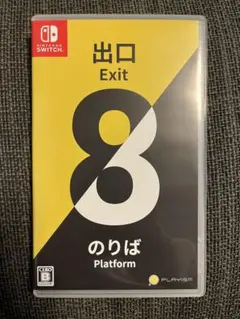 NINTENDO
SWITCH
出口
Exit
8
のりば
Platform
CERO
B
PLAYISM